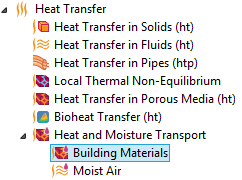 Heat Transfer
Heat Transfer in Solids (ht)
Heat Transfer in Fluids (ht)
Heat Transfer in Pipes (htp)
Local Thermal Non-Equilibrium
Heat Transfer in Porous Media (ht)
Bioheat Transfer (ht)
Heat and Moisture Transport
Building Materials
Moist Air